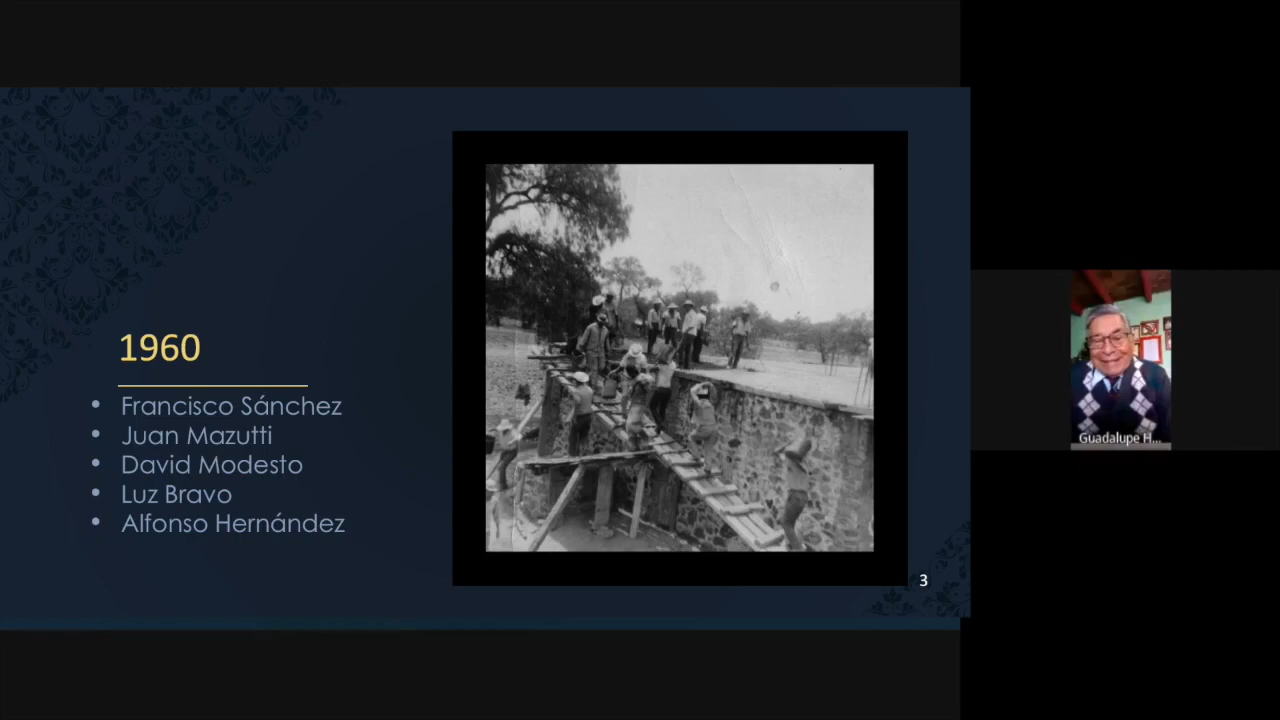 1960
• Francisco Sánchez
• Juan Mazutti
• David Modesto
• Luz Bravo
• Alfonso Hernández
3
Guadalupe H...